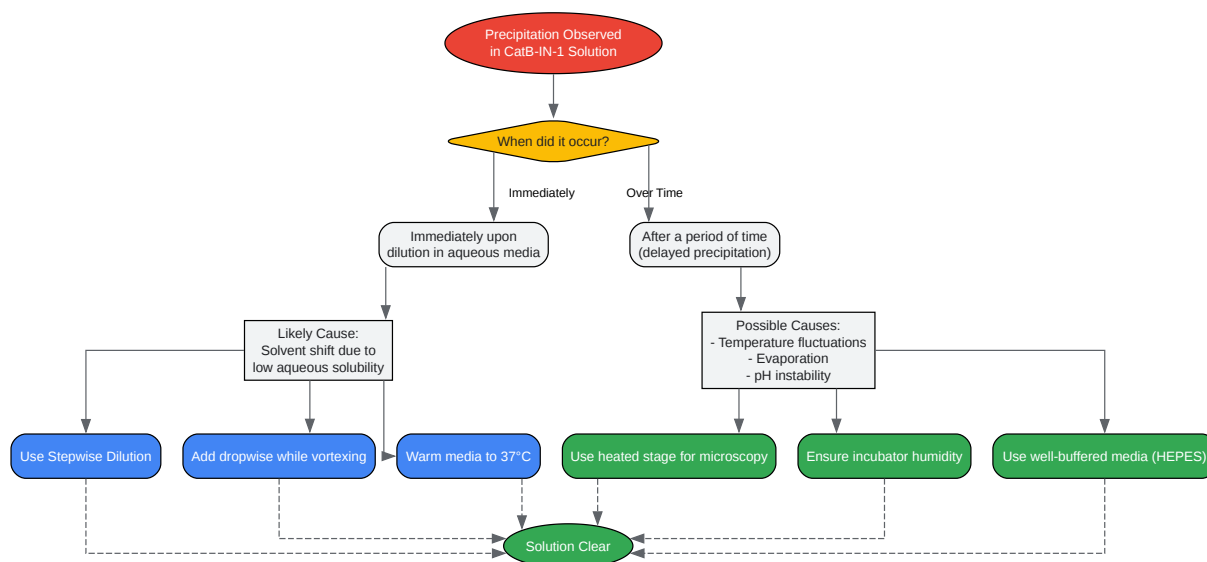 Precipitation Observed
in CatB-IN-1 Solution
When did it occur?
Immediately
Over Time
Immediately upon
dilution in aqueous media
After a period of time
(delayed precipitation)
Likely Cause:
Solvent shift due to
low aqueous solubility
Possible Causes:
- Temperature fluctuations
- Evaporation
- pH instability
Use Stepwise Dilution
Add dropwise while vortexing
Warm media to 37°C
Use heated stage for microscopy
Ensure incubator humidity
Use well-buffered media (HEPES)
Solution Clear